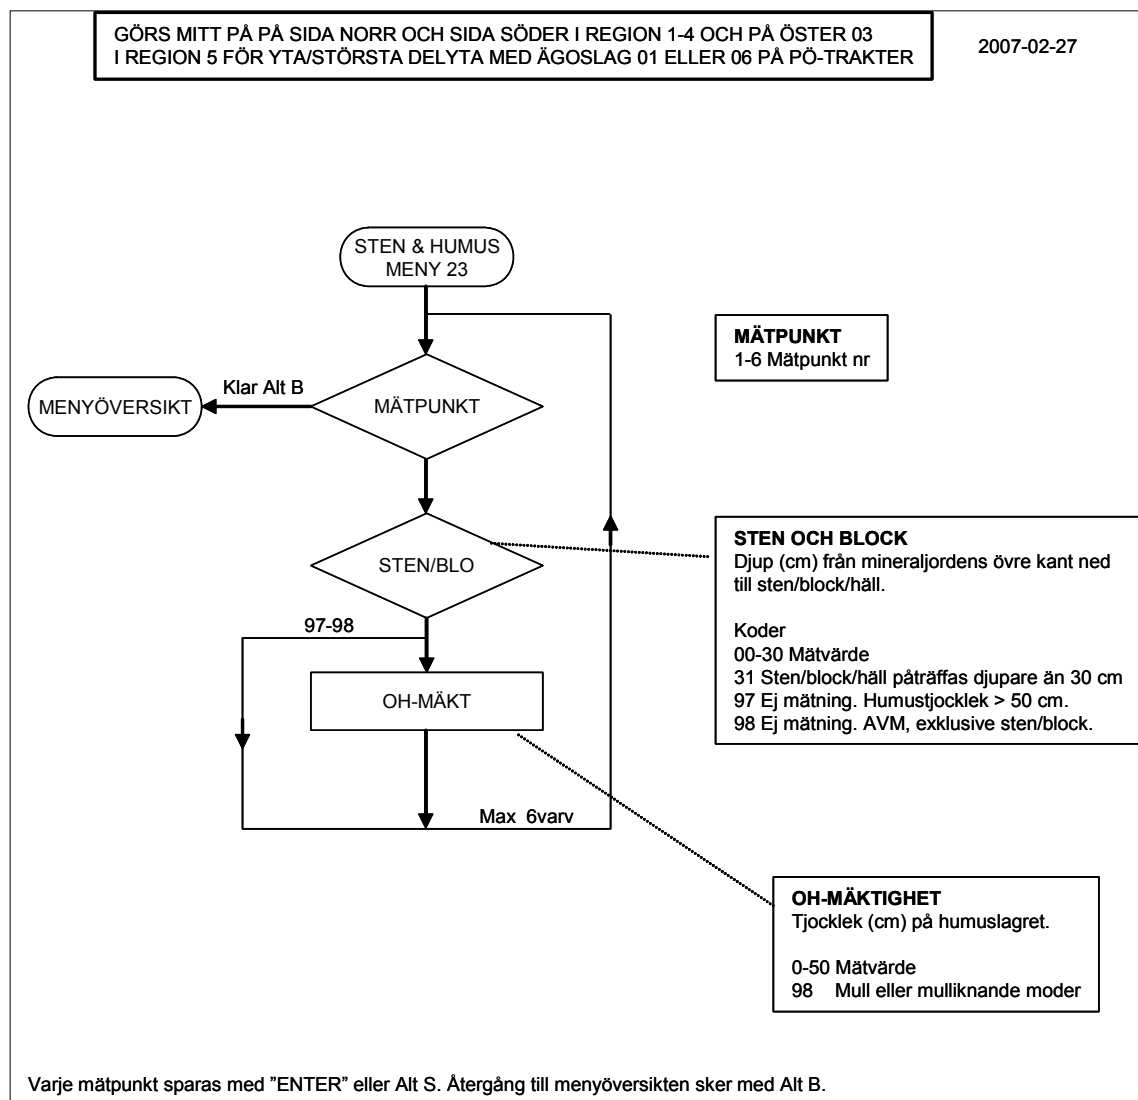 GÖRS MITT PÅ PÅ SIDA NORR OCH SIDA SÖDER I REGION 1-4 OCH PÅ ÖSTER 03
I REGION 5 FÖR YTA/STÖRSTA DELYTA MED ÄGOSLAG 01 ELLER 06 PÅ PÖ-TRAKTER
2007-02-27
STEN & HUMUS
MENY 23
MÄTPUNKT
1-6 Mätpunkt nr
Klar Alt B
MENYÖVERSIKT
MÄTPUNKT
STEN OCH BLOCK
Djup (cm) från mineraljordens övre kant ned
till sten/block/häll.
Koder
00-30 Mätvärde
31 Sten/block/häll påträffas djupare än 30 cm
97 Ej mätning. Humustjocklek > 50 cm.
98 Ej mätning. AVM, exklusive sten/block.
STEN/BLO
97-98
OH-MÄKT
Max 6varv
OH-MÄKTIGHET
Tjocklek (cm) på humuslagret.
0-50 Mätvärde
98 Mull eller mulliknande moder
Varje mätpunkt sparas med ”ENTER” eller Alt S. Återgång till menyöversikten sker med Alt B.